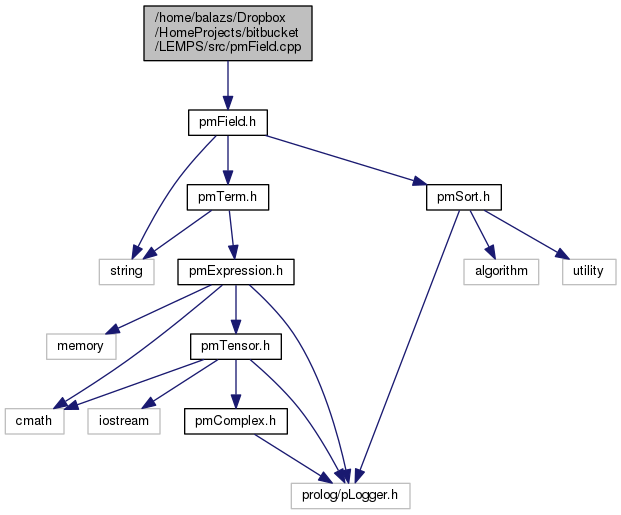 /home/balazs/Dropbox
/HomeProjects/bitbucket
/LEMPS/src/pmField.cpp
pmField.h
pmTerm.h
pmSort.h
string
pmExpression.h
algorithm
utility
memory
pmTensor.h
cmath
iostream
pmComplex.h
prolog/pLogger.h